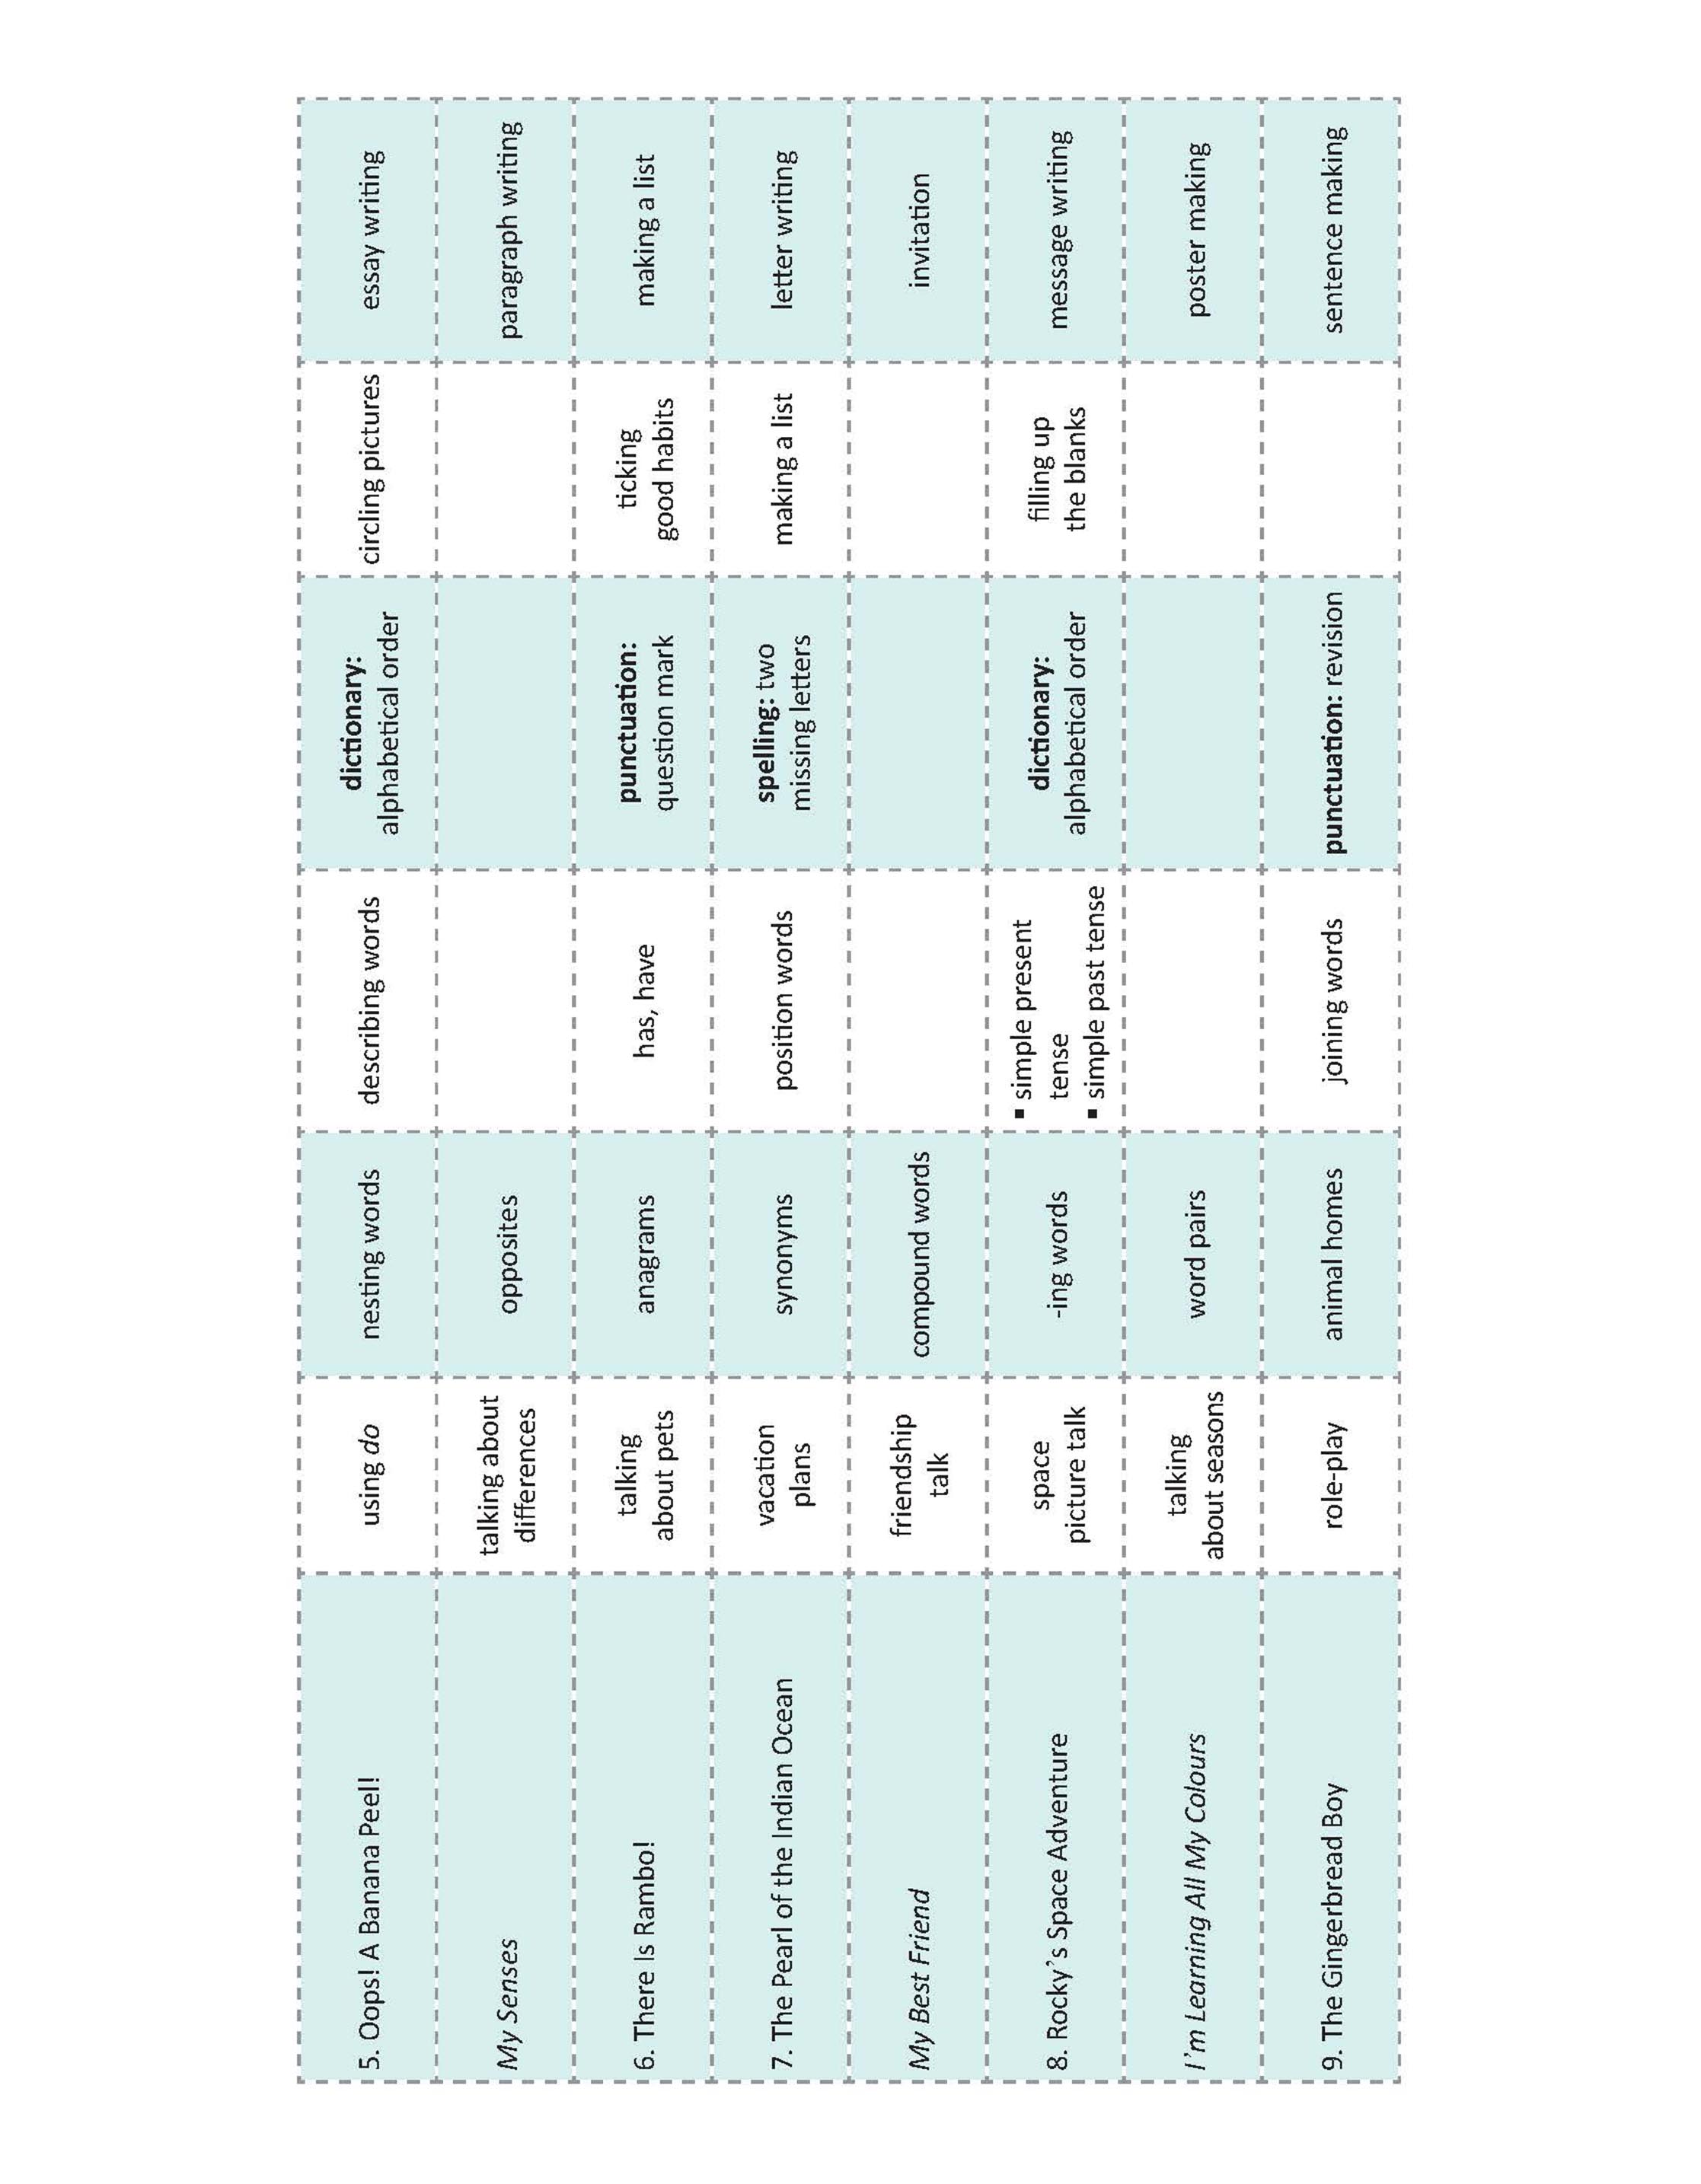 5. Oops! A Banana Peel!
using do
nesting words
describing words
dictionary:
alphabetical order
circling pictures
essay writing
My Senses
talking about
differences
opposites
paragraph writing
6. There Is Rambo!
talking
about pets
anagrams
has, have
punctuation:
question mark
ticking
good habits
making a list
7. The Pearl of the Indian Ocean
vacation
plans
synonyms
position words
spelling: two
missing letters
making a list
letter writing
My Best Friend
friendship
talk
compound words
invitation
8. Rocky's Space Adventure
space
picture talk
-ing words
▪ simple present
tense
▪ simple past tense
dictionary:
alphabetical order
filling up
the blanks
message writing
I'm Learning All My Colours
talking
about seasons
word pairs
poster making
9. The Gingerbread Boy
role-play
animal homes
joining words
punctuation: revision
sentence making